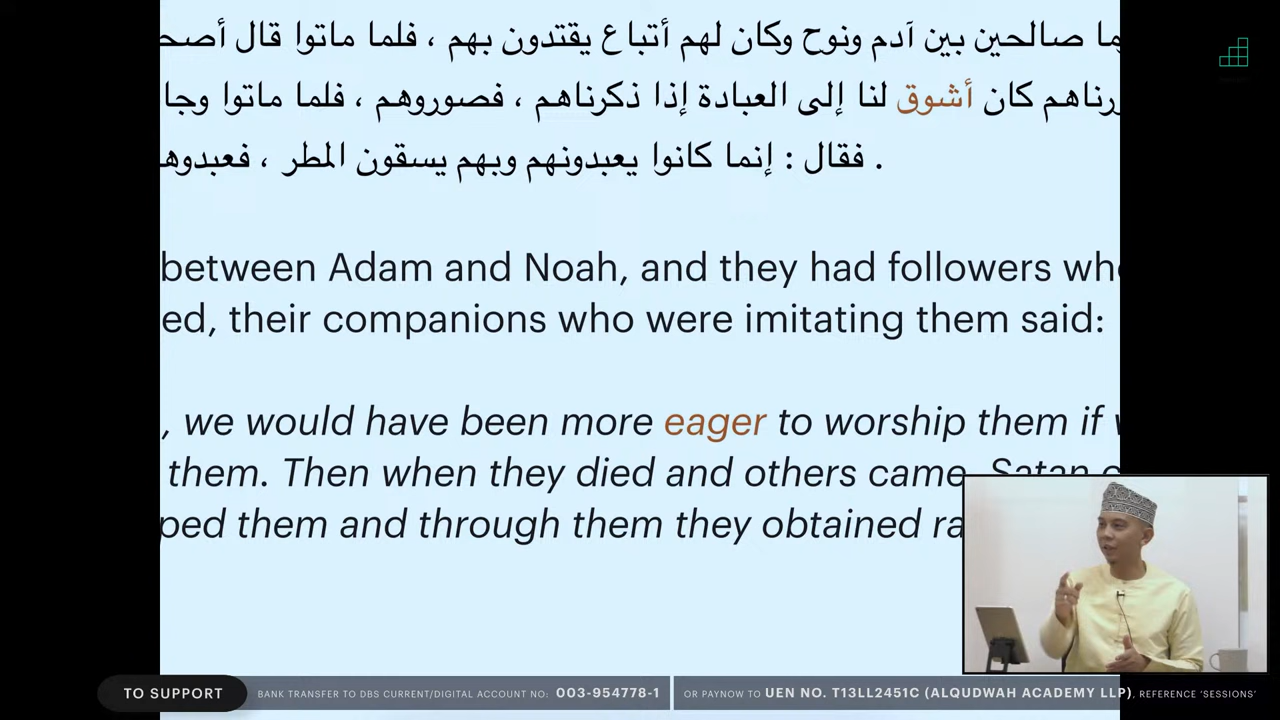 ما صالحين بين آدم ونوح وكان لهم أتباع يقتدون بهم ، فلما ماتوا قال أصح
رناهم كان أشوق لنا إلى العبادة إذا ذكرناهم ، فصوروهم ، فلما ماتوا وجا
فقال : إنما كانوا يعبدونهم وبهم يسقون المطر ، فعبدوه .
between Adam and Noah, and they had followers who
ed, their companions who were imitating them said:
, we would have been more eager to worship them if
them. Then when they died and others came, Satan
ped them and through them they obtained ra
TO SUPPORT
BANK TRANSFER TO DBS CURRENT/DIGITAL ACCOUNT NO: 003-954778-1
OR PAYNOW TO UEN NO. T13LL2451C (ALQUDWAH ACADEMY LLP), REFERENCE ‘SESSIONS’